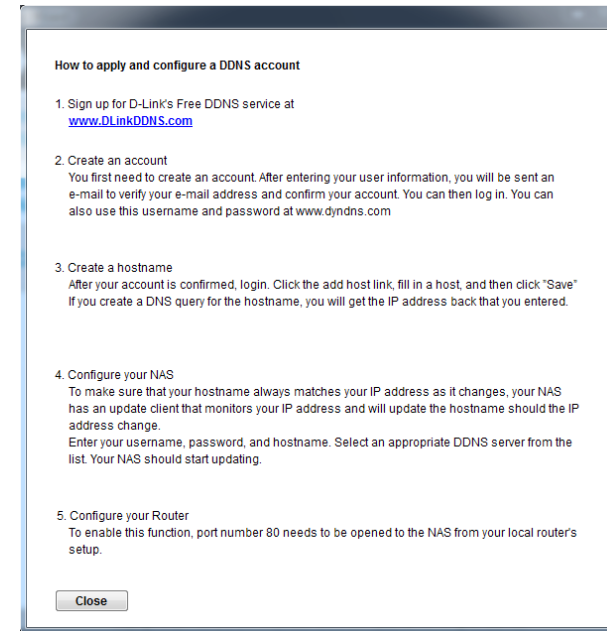 How to apply and configure a DDNS account
1. Sign up for D-Link's Free DDNS service at
www.DLinkDDNS.com
2. Create an account
You first need to create an account. After entering your user information, you will be sent an
e-mail to verify your e-mail address and confirm your account. You can then log in. You can
also use this username and password at www.dyndns.com
3. Create a hostname
After your account is confirmed, login. Click the add host link, fill in a host, and then click "Save"
If you create a DNS query for the hostname, you will get the IP address back that you entered.
4. Configure your NAS
To make sure that your hostname always matches your IP address as it changes, your NAS
has an update client that monitors your IP address and will update the hostname should the IP
address change.
Enter your username, password, and hostname. Select an appropriate DDNS server from the
list. Your NAS should start updating.
5. Configure your Router
To enable this function, port number 80 needs to be opened to the NAS from your local router's
setup.
Close